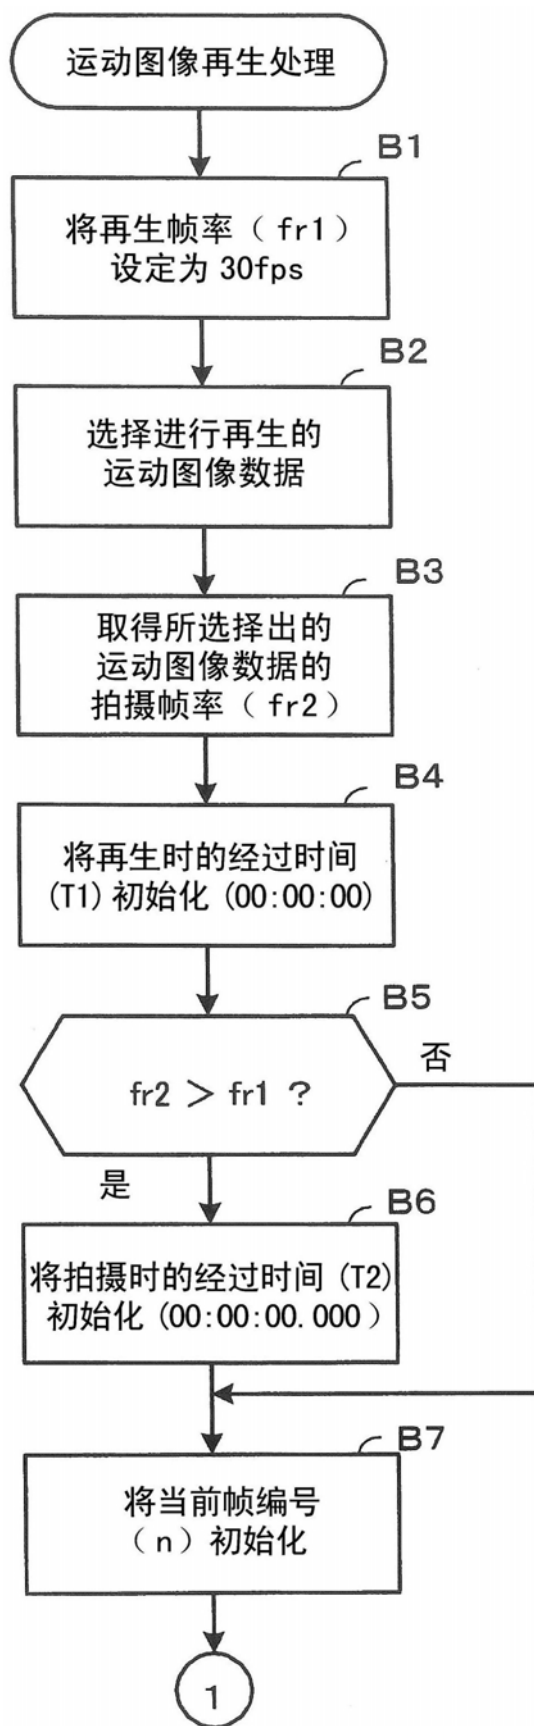 运动图像再生处理
B1
将再生帧率（fr1）
设定为 30fps
B2
选择进行再生的
运动图像数据
B3
取得所选择出的
运动图像数据的
拍摄帧率（fr2）
B4
将再生时的经过时间
(T1) 初始化 (00:00:00)
B5
fr2 > fr1 ?
否
是
B6
将拍摄时的经过时间 (T2)
初始化 (00:00:00.000)
B7
将当前帧编号
（n）初始化
1